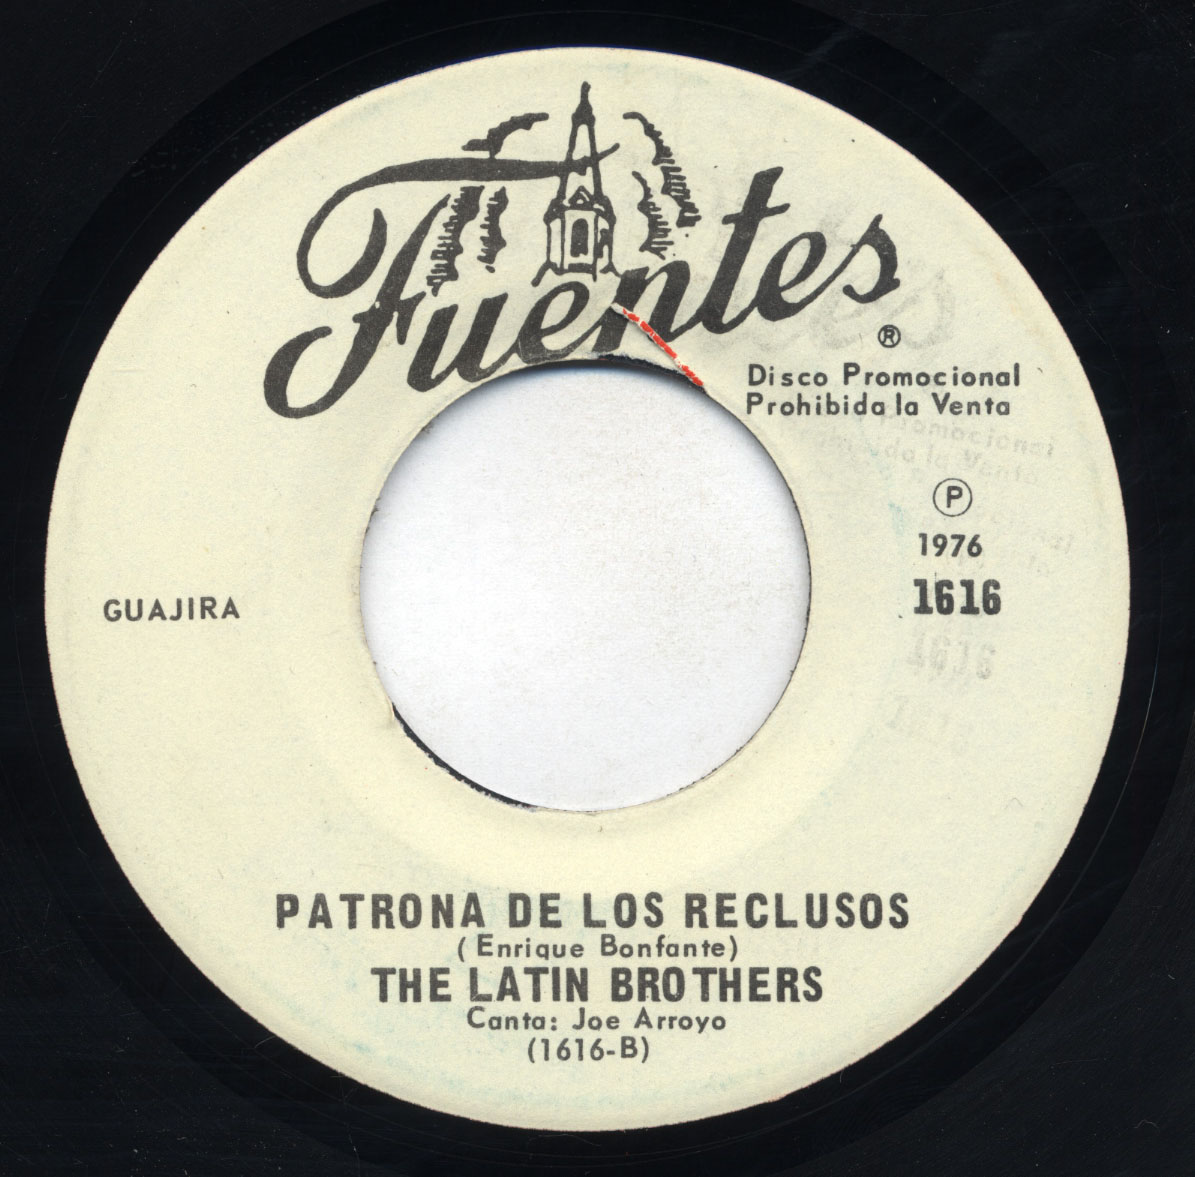 Fuentes
®
Disco Promocional
Prohibida la Venta
Ⓟ
1976
1616
GUAJIRA
PATRONA DE LOS RECLUSOS
(Enrique Bonfante)
THE LATIN BROTHERS
Canta: Joe Arroyo
(1616-B)